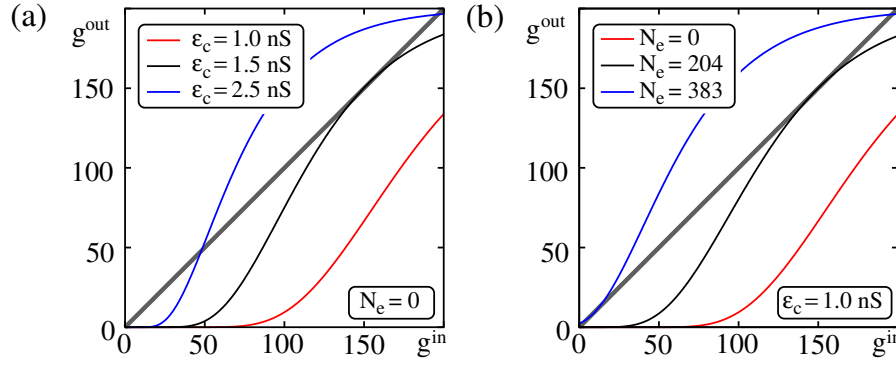 (a)
g^out
200
150
100
50
0
ε_c = 1.0 nS
ε_c = 1.5 nS
ε_c = 2.5 nS
N_e = 0
0 50 100 150 g^in
(b)
g^out
200
150
100
50
0
N_e = 0
N_e = 204
N_e = 383
ε_c = 1.0 nS
0 50 100 150 g^in